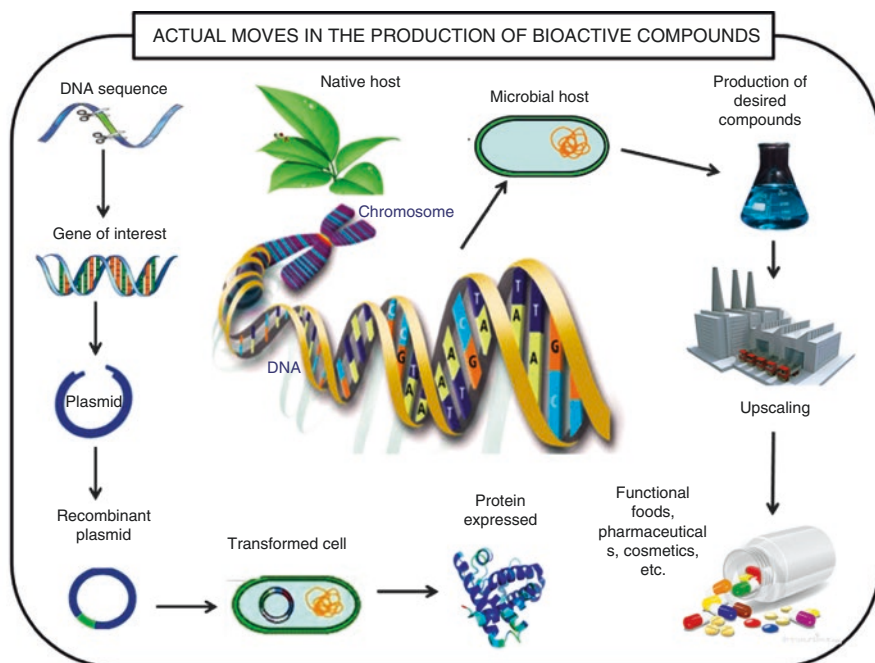 ACTUAL MOVES IN THE PRODUCTION OF BIOACTIVE COMPOUNDS
DNA sequence
Gene of interest
Plasmid
Recombinant
plasmid
Transformed cell
Protein
expressed
Native host
Chromosome
DNA
C
G
T
A
A
A
A
T
C
G
T
A
T
A
G
C
Microbial host
Production of
desired
compounds
Upscaling
Functional
foods,
pharmaceutical
s, cosmetics,
etc.